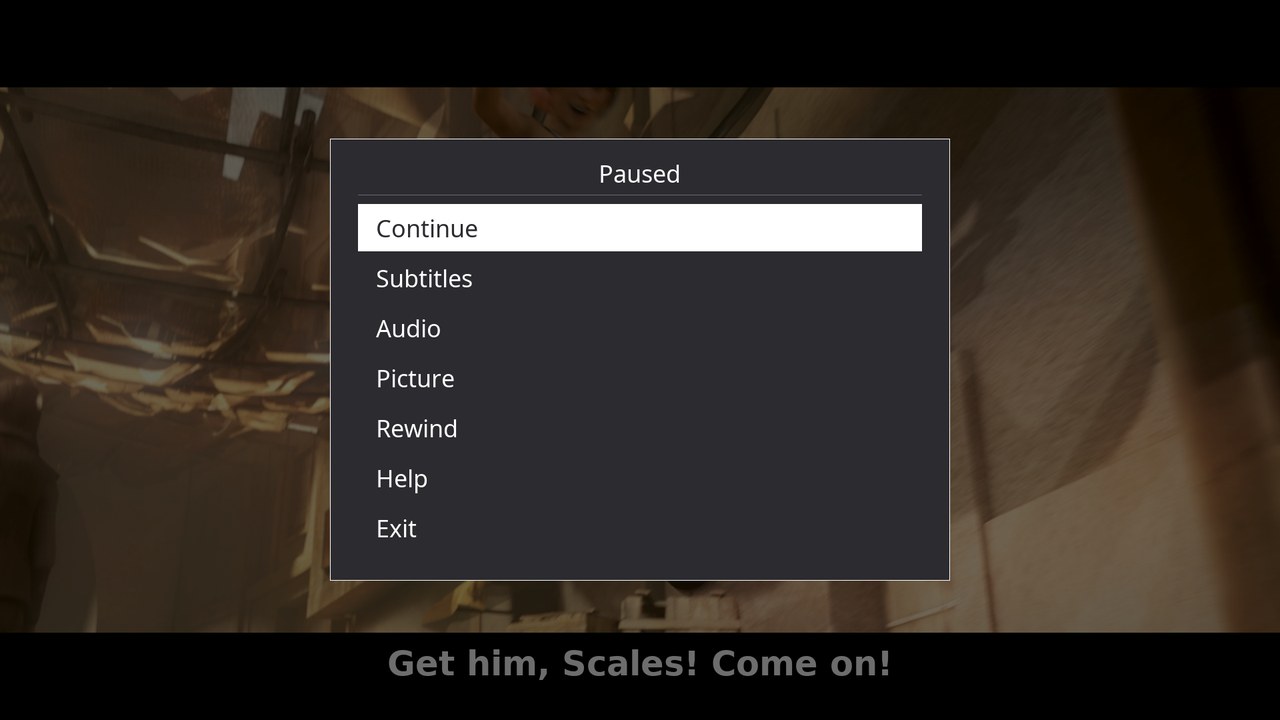 Paused
Continue
Subtitles
Audio
Picture
Rewind
Help
Exit
Get him, Scales! Come on!